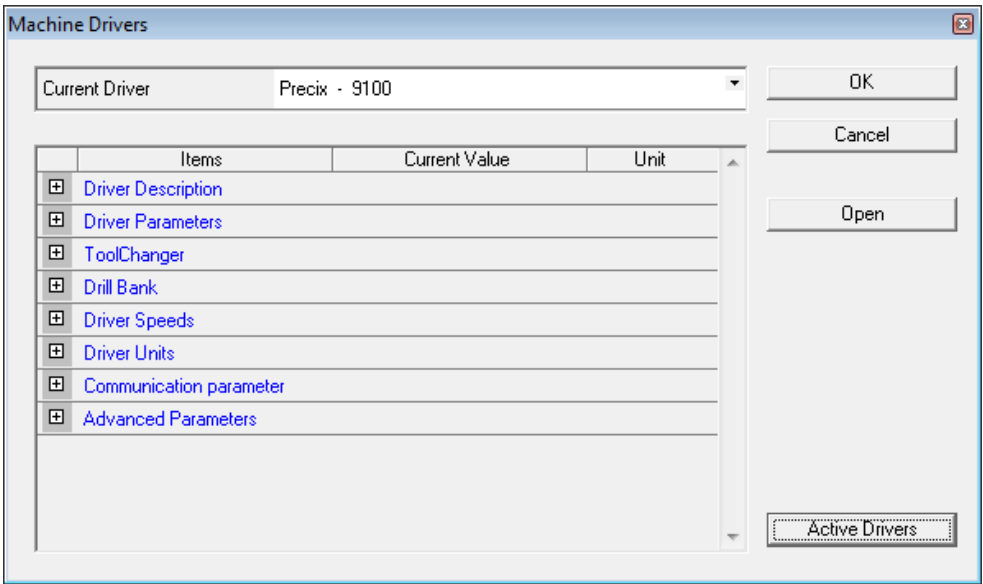 Machine Drivers
Current Driver Precix - 9100
OK
Cancel
Items Current Value Unit
Driver Description
Driver Parameters
Open
ToolChanger
Drill Bank
Driver Speeds
Driver Units
Communication parameter
Advanced Parameters
Active Drivers